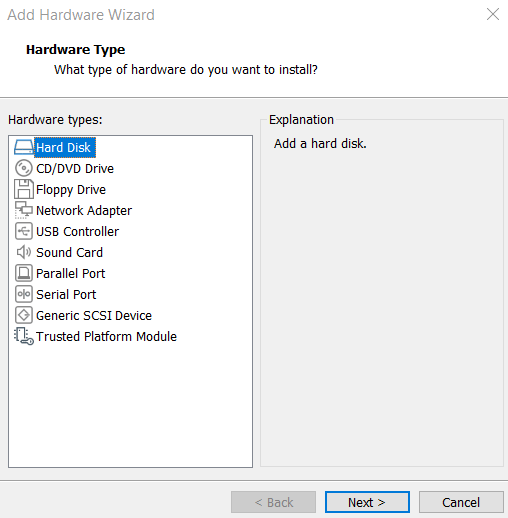 Add Hardware Wizard
Hardware Type
What type of hardware do you want to install?
Hardware types:
Hard Disk
CD/DVD Drive
Floppy Drive
Network Adapter
USB Controller
Sound Card
Parallel Port
Serial Port
Generic SCSI Device
Trusted Platform Module
Explanation
Add a hard disk.
< Back
Next >
Cancel